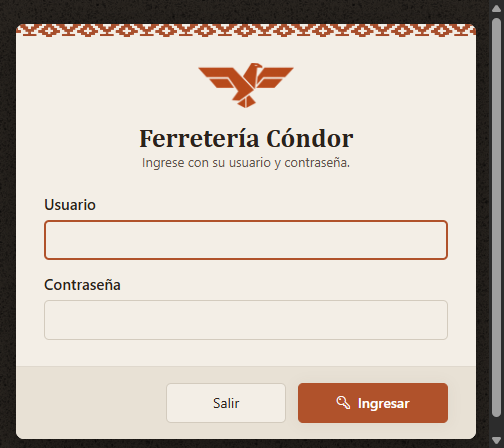 Ferretería Cóndor
Ingrese con su usuario y contraseña.
Usuario
Contraseña
Salir
Ingresar